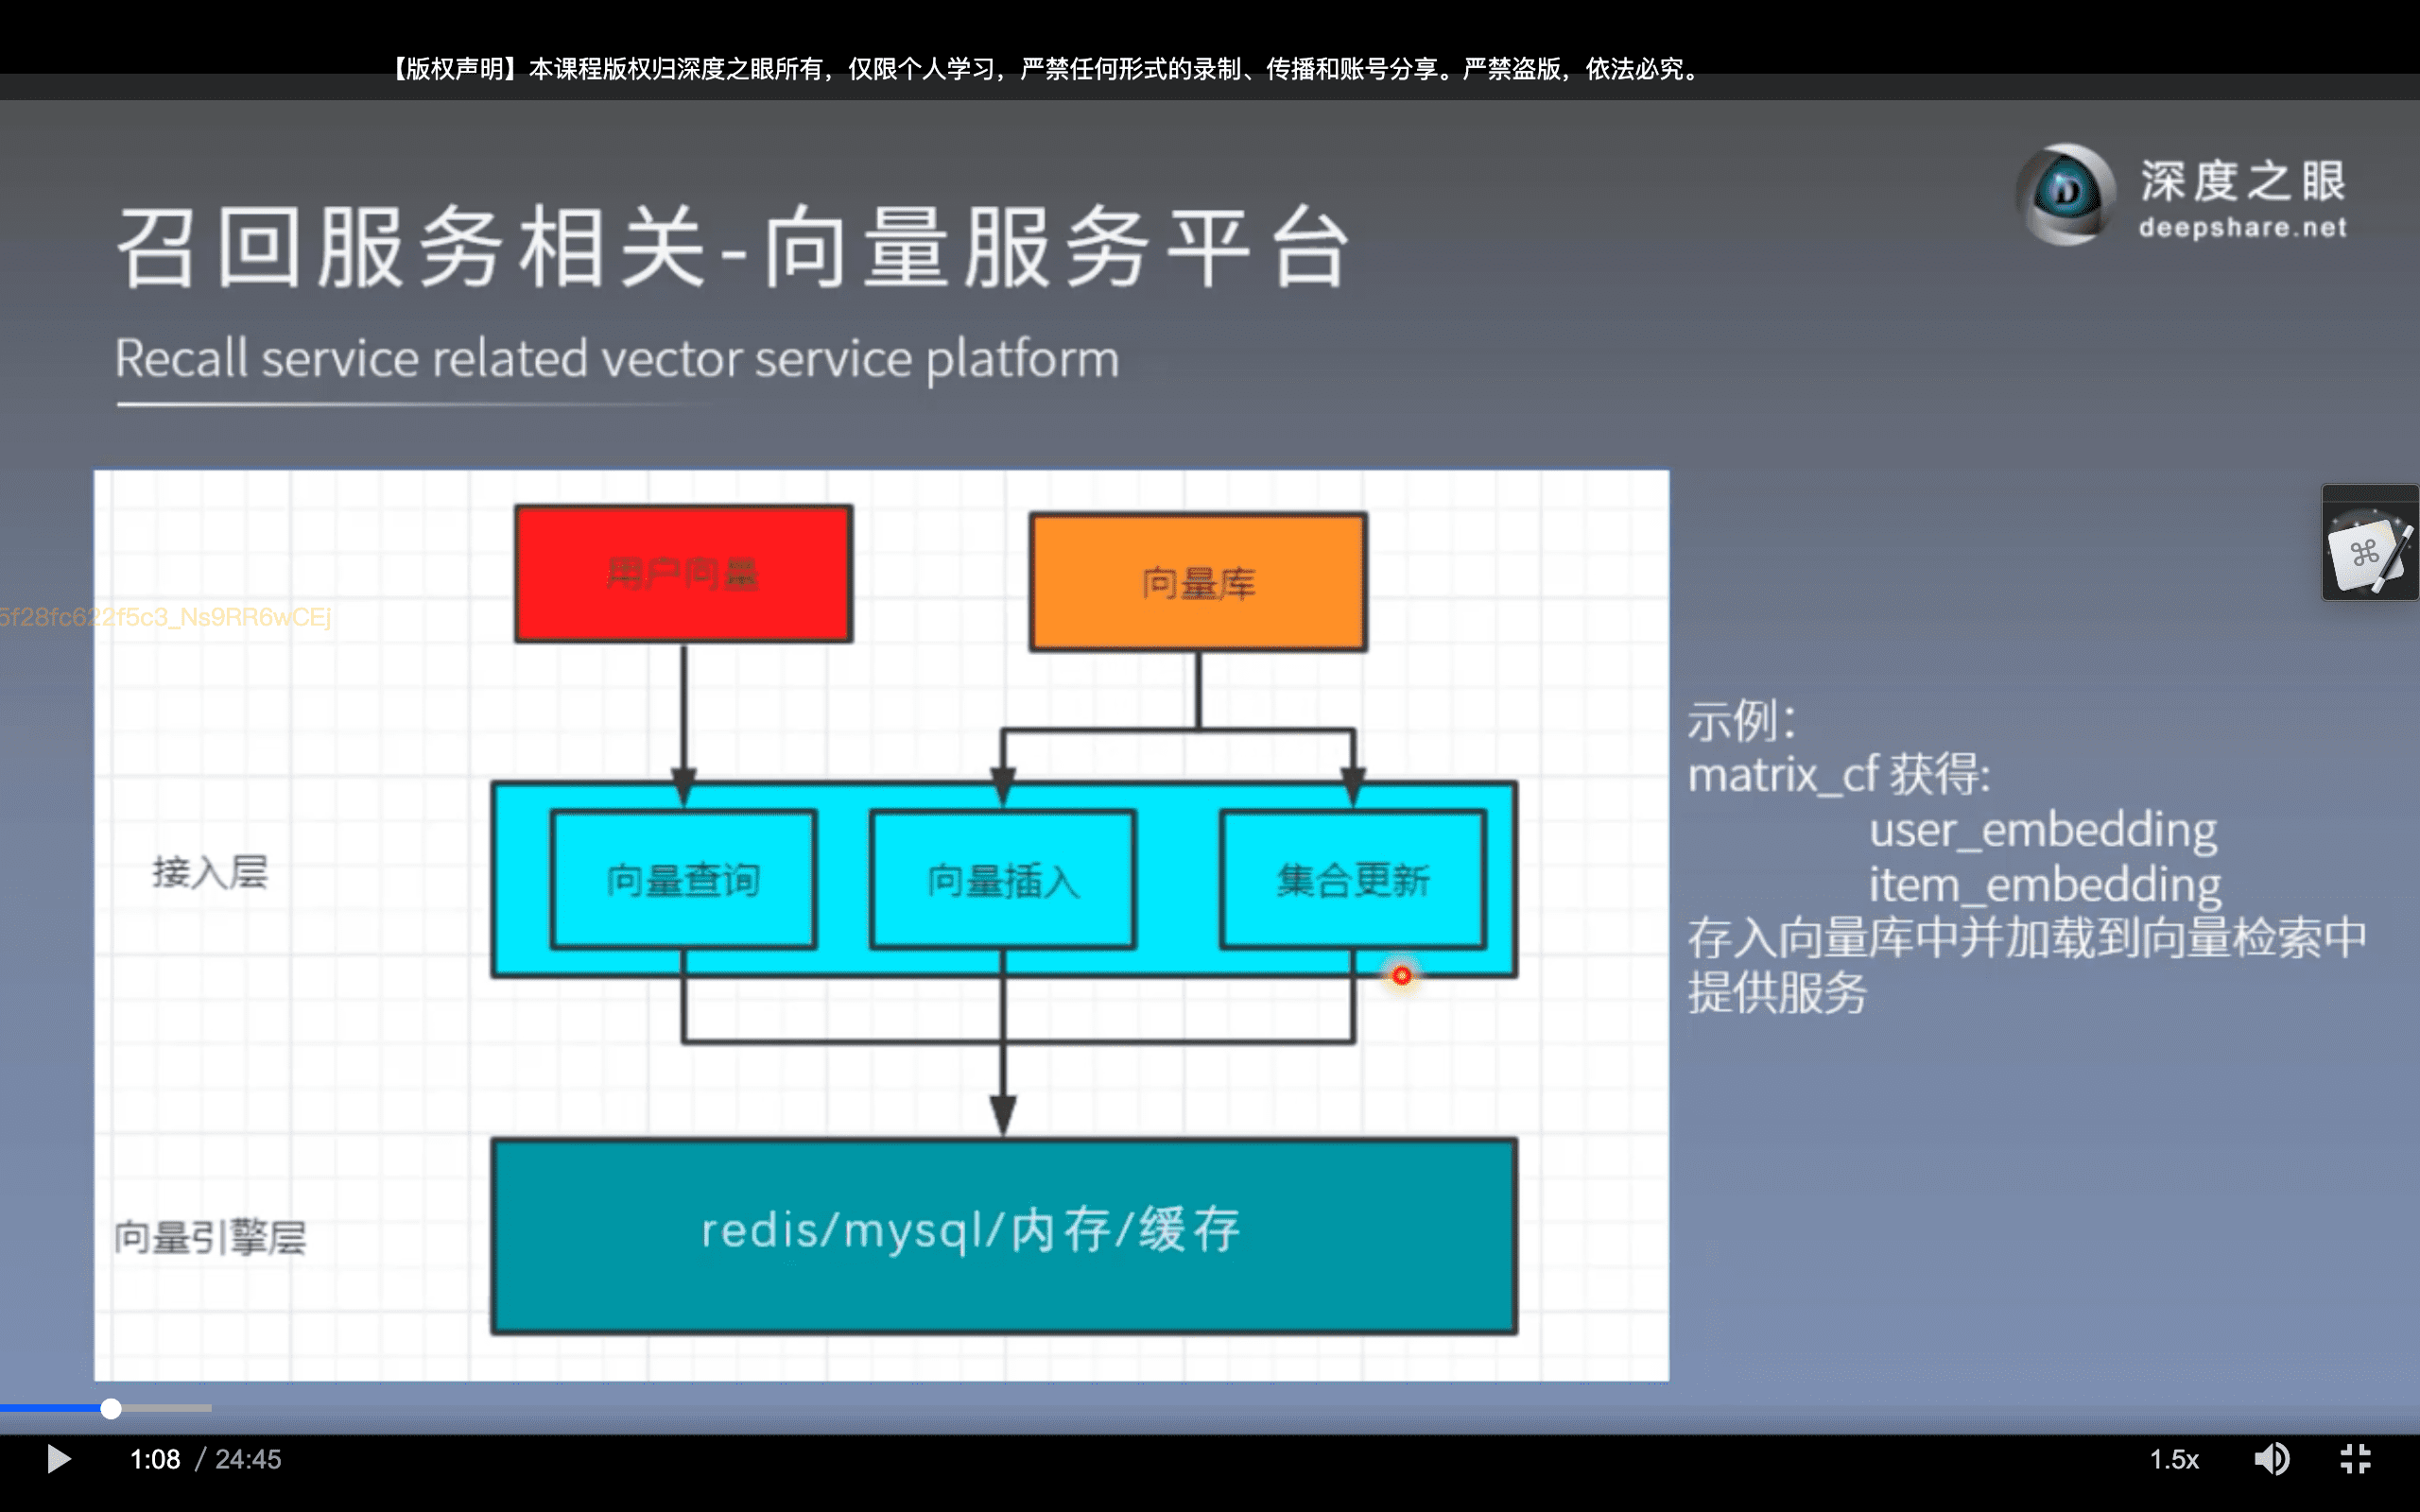 【版权声明】本课程版权归深度之眼所有，仅限个人学习，严禁任何形式的录制、传播和账号分享。严禁盗版，依法必究。
深度之眼
deepshare.net
召回服务相关-向量服务平台
Recall service related vector service platform
用户向量
向量库
5f28fc622f5c3_Ns9RR6wCEj
接入层
向量查询
向量插入
集合更新
向量引擎层
redis/mysql/内存/缓存
示例：
matrix_cf 获得:
user_embedding
item_embedding
存入向量库中并加载到向量检索中
提供服务
1:08 / 24:45
1.5x